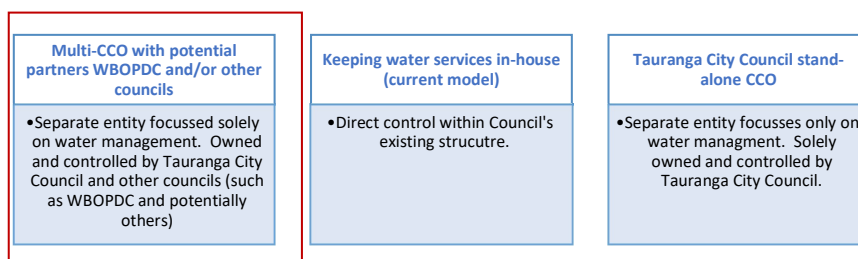 Multi-CCO with potential
partners WBOPDC and/or other
councils
•Separate entity focussed solely
on water management.  Owned
and controlled by Tauranga City
Council and other councils (such
as WBOPDC and potentially
others)
Keeping water services in-house
(current model)
•Direct control within Council's
existing strucutre.
Tauranga City Council stand-
alone CCO
•Separate entity focusses only on
water managment.  Solely
owned and controlled by
Tauranga City Council.